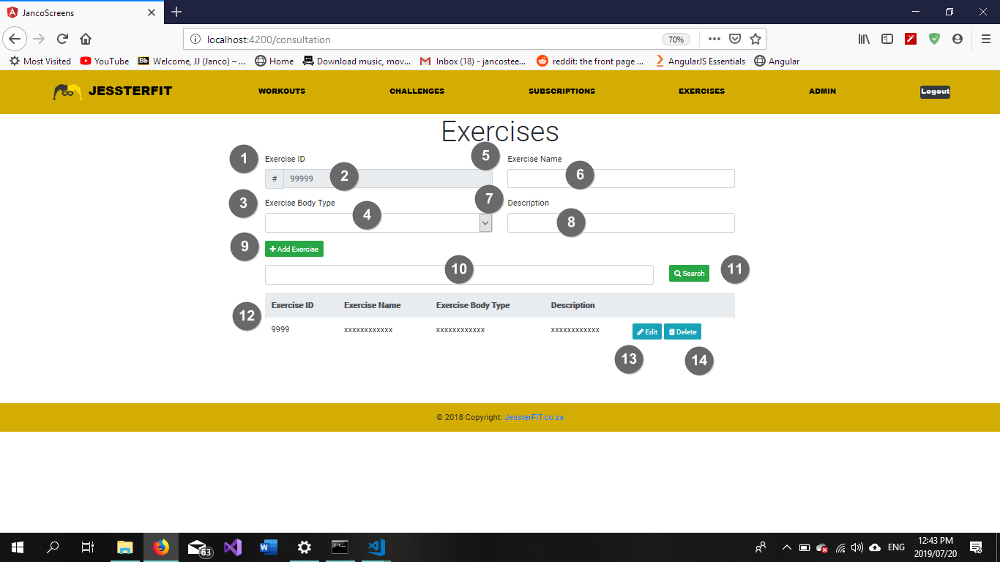 JancoScreens
localhost:4200/consultation
70%
Most Visited
YouTube
Bb
Welcome, JJ (Janco) – ...
Home
Download music, mov...
Inbox (18) - jancostee...
reddit: the front page ...
AngularJS Essentials
Angular
JESSTERFIT
WORKOUTS
CHALLENGES
SUBSCRIPTIONS
EXERCISES
ADMIN
Logout
Exercises
1
Exercise ID
5
Exercise Name
# 99999
2
6
3
Exercise Body Type
7
Description
4
8
9
Add Exercise
10
Search
11
12
Exercise ID
Exercise Name
Exercise Body Type
Description
9999
xxxxxxxxxxxx
xxxxxxxxxxxx
xxxxxxxxxxxx
Edit
Delete
13
14
© 2018 Copyright: JessterFIT.co.za
63
ENG
12:43 PM
2019/07/20